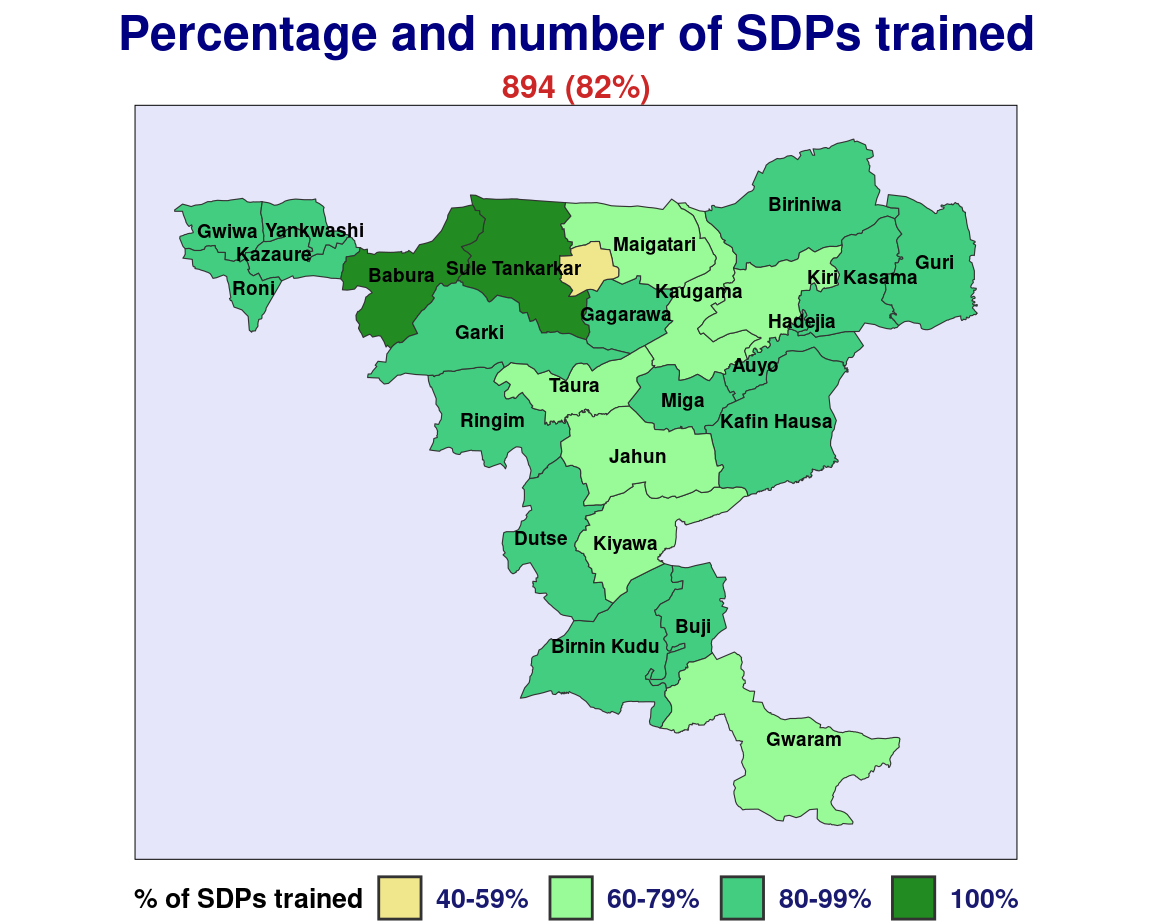 Percentage and number of SDPs trained
894 (82%)
Biriniwa
Gwiwa
Yankwashi
Maigatari
Kazaure
Guri
Sule Tankarkar
Babura
Kiri Kasama
Roni
Kaugama
Gagarawa
Hadejia
Garki
Auyo
Taura
Miga
Ringim
Kafin Hausa
Jahun
Dutse
Kiyawa
Buji
Birnin Kudu
Gwaram
% of SDPs trained 40-59% 60-79% 80-99% 100%